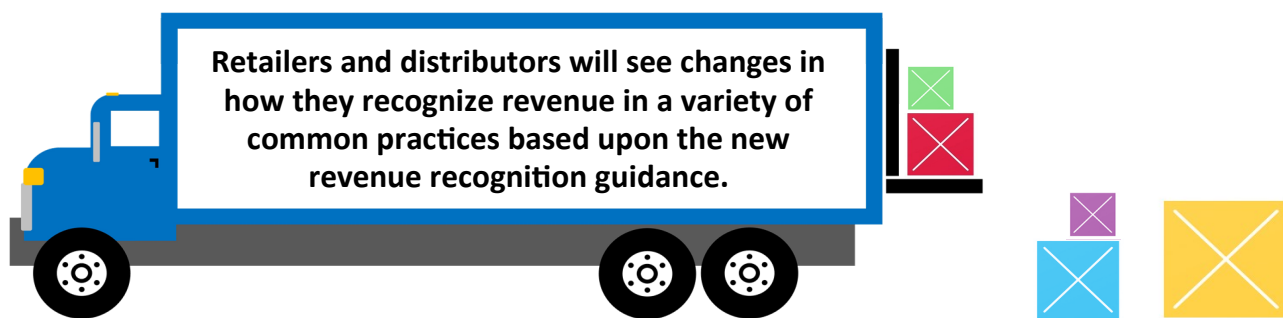 Retailers and distributors will see changes in
how they recognize revenue in a variety of
common practices based upon the new
revenue recognition guidance.